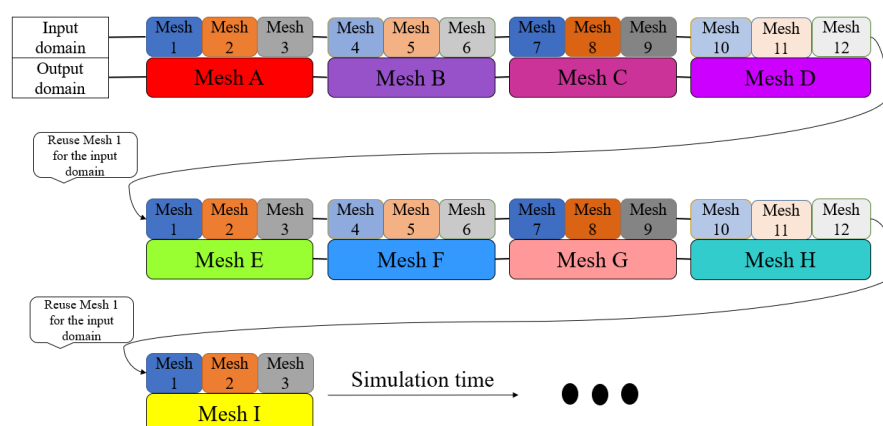 Input
domain
Output
domain
Mesh
1
Mesh
2
Mesh
3
Mesh
4
Mesh
5
Mesh
6
Mesh
7
Mesh
8
Mesh
9
Mesh
10
Mesh
11
Mesh
12
Mesh A
Mesh B
Mesh C
Mesh D
Reuse Mesh 1
for the input
domain
Mesh
1
Mesh
2
Mesh
3
Mesh
4
Mesh
5
Mesh
6
Mesh
7
Mesh
8
Mesh
9
Mesh
10
Mesh
11
Mesh
12
Mesh E
Mesh F
Mesh G
Mesh H
Reuse Mesh 1
for the input
domain
Mesh
1
Mesh
2
Mesh
3
Mesh I
Simulation time